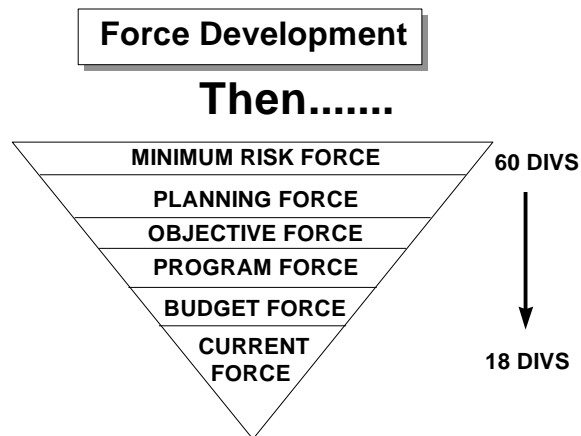 Force Development
Then.......
MINIMUM RISK FORCE
60 DIVS
PLANNING FORCE
OBJECTIVE FORCE
PROGRAM FORCE
BUDGET FORCE
CURRENT
FORCE
18 DIVS